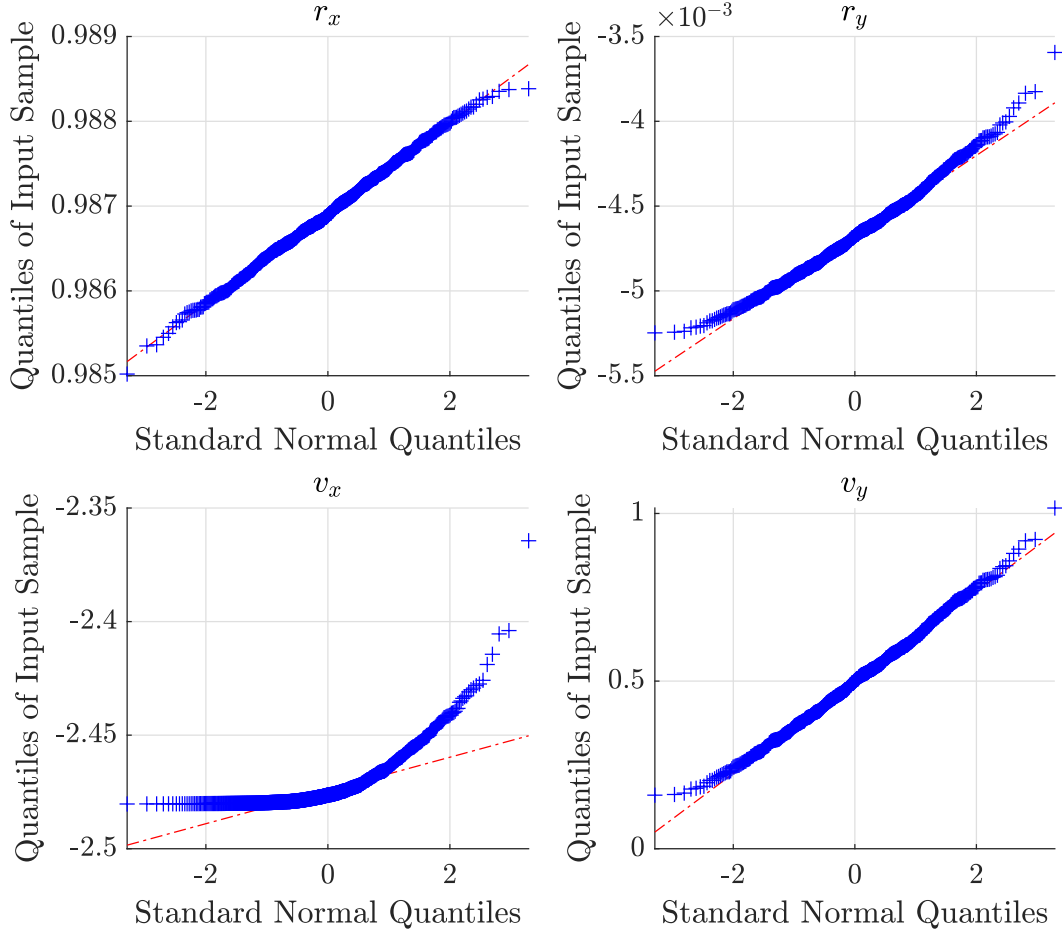 r_x
0.989
0.988
0.987
0.986
0.985
-2 0 2
Standard Normal Quantiles
Quantiles of Input Sample
×10⁻³
r_y
-3.5
-4
-4.5
-5
-5.5
-2 0 2
Standard Normal Quantiles
Quantiles of Input Sample
v_x
-2.35
-2.4
-2.45
-2.5
-2 0 2
Standard Normal Quantiles
Quantiles of Input Sample
v_y
1
0.5
0
-2 0 2
Standard Normal Quantiles
Quantiles of Input Sample